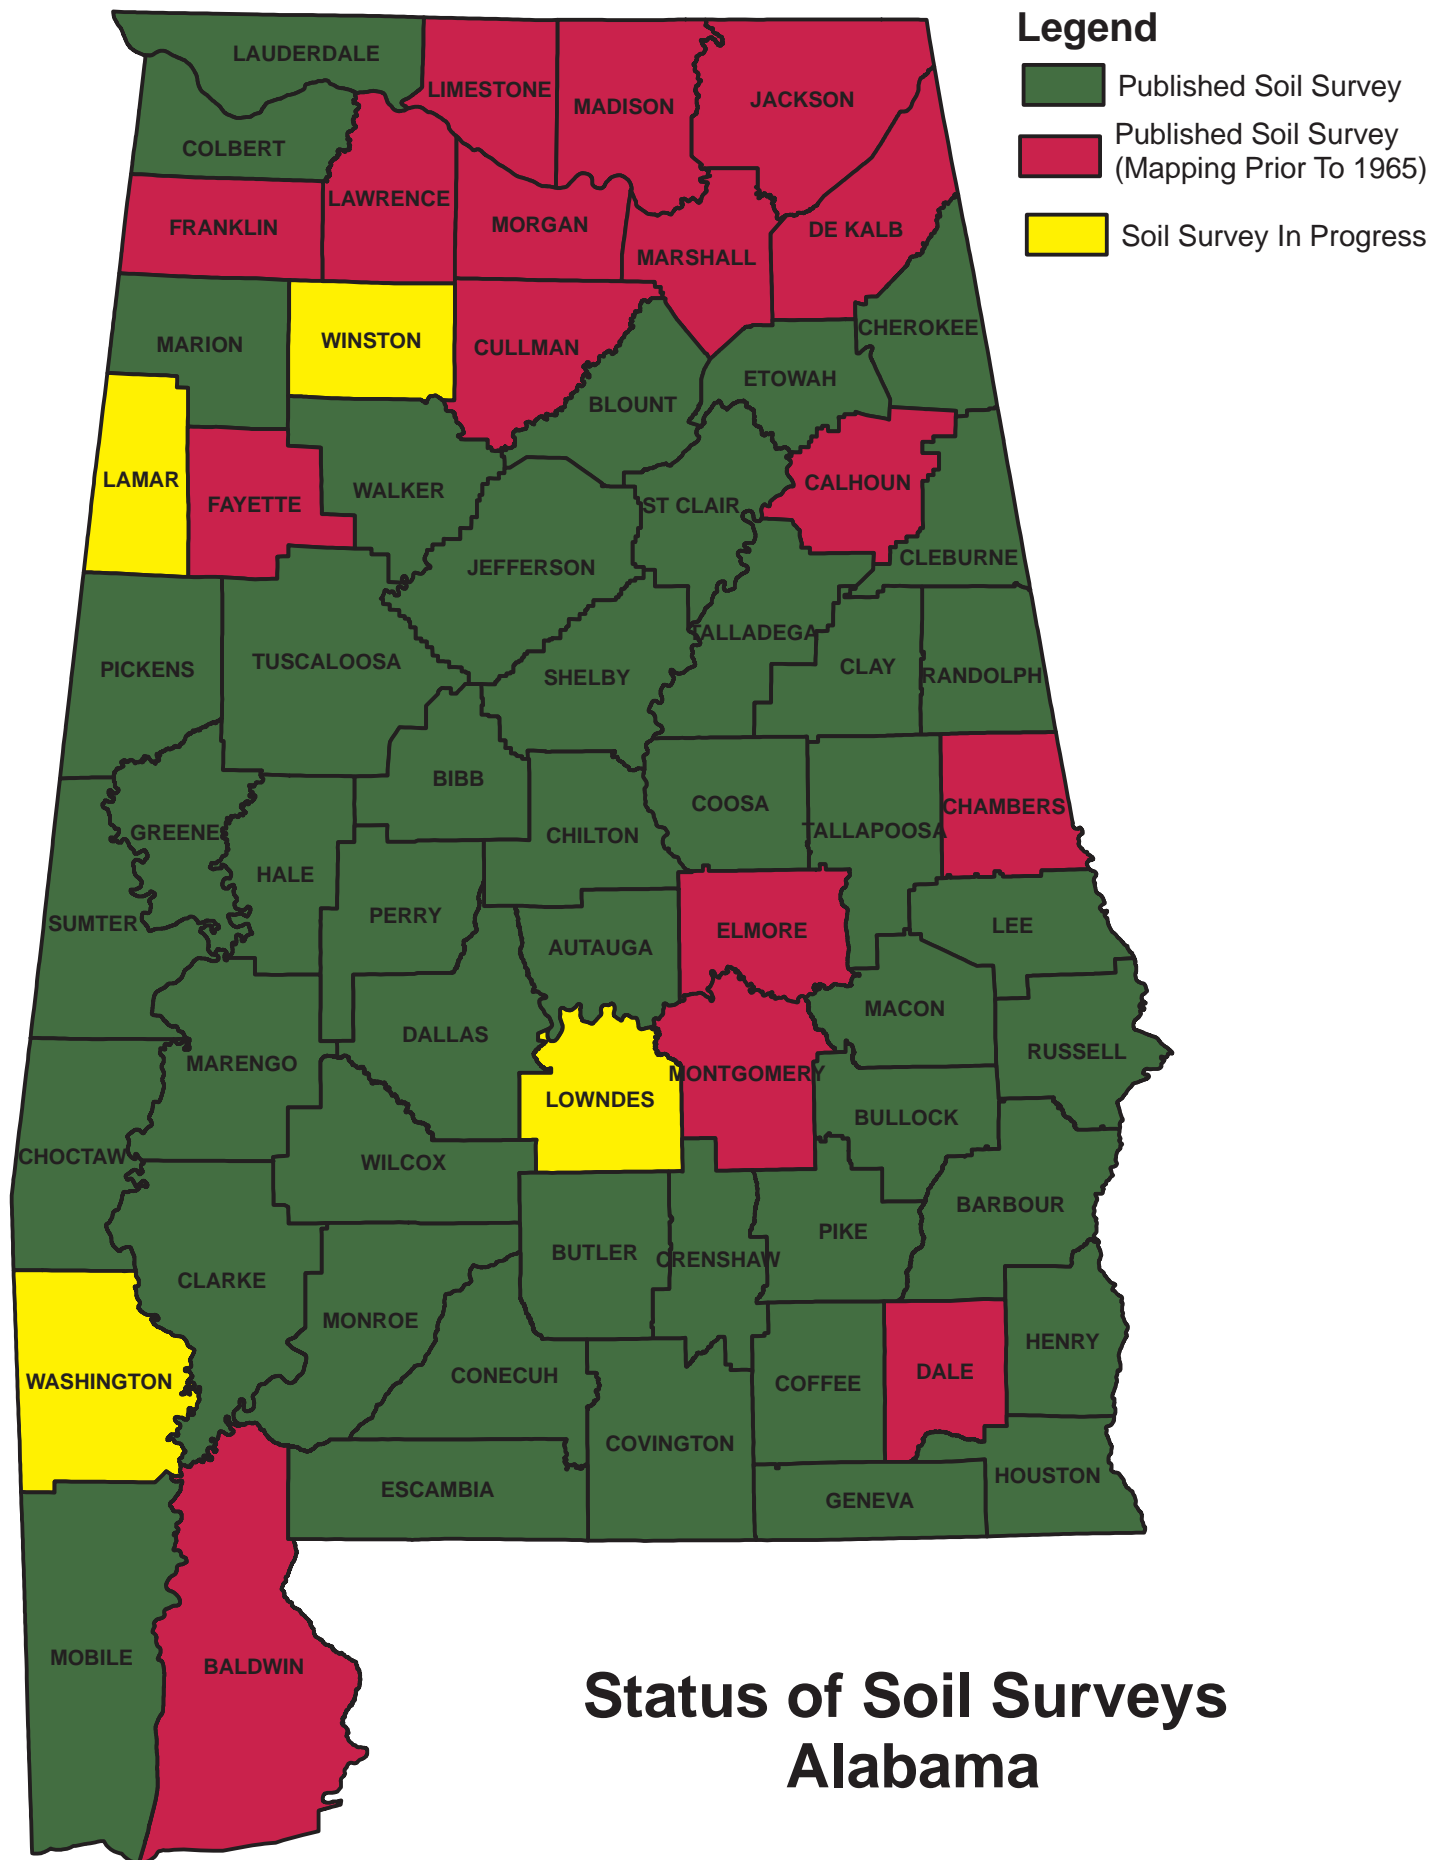 Legend
Published Soil Survey
Published Soil Survey
(Mapping Prior To 1965)
Soil Survey In Progress
LAUDERDALE
LIMESTONE
MADISON
JACKSON
COLBERT
LAWRENCE
FRANKLIN
MORGAN
DE KALB
MARSHALL
CHEROKEE
MARION
WINSTON
CULLMAN
ETOWAH
BLOUNT
LAMAR
FAYETTE
WALKER
ST CLAIR
CALHOUN
JEFFERSON
CLEBURNE
TALLADEGA
PICKENS
TUSCALOOSA
SHELBY
CLAY
RANDOLPH
BIBB
COOSA
CHAMBERS
GREENE
CHILTON
TALLAPOOSA
HALE
SUMTER
PERRY
AUTAUGA
ELMORE
LEE
MACON
DALLAS
MARENGO
RUSSELL
MONTGOMERY
LOWNDES
BULLOCK
CHOCTAW
WILCOX
BARBOUR
PIKE
BUTLER
CRENSHAW
CLARKE
MONROE
HENRY
WASHINGTON
CONECUH
COFFEE
DALE
COVINGTON
HOUSTON
ESCAMBIA
GENEVA
MOBILE
BALDWIN
Status of Soil Surveys
Alabama